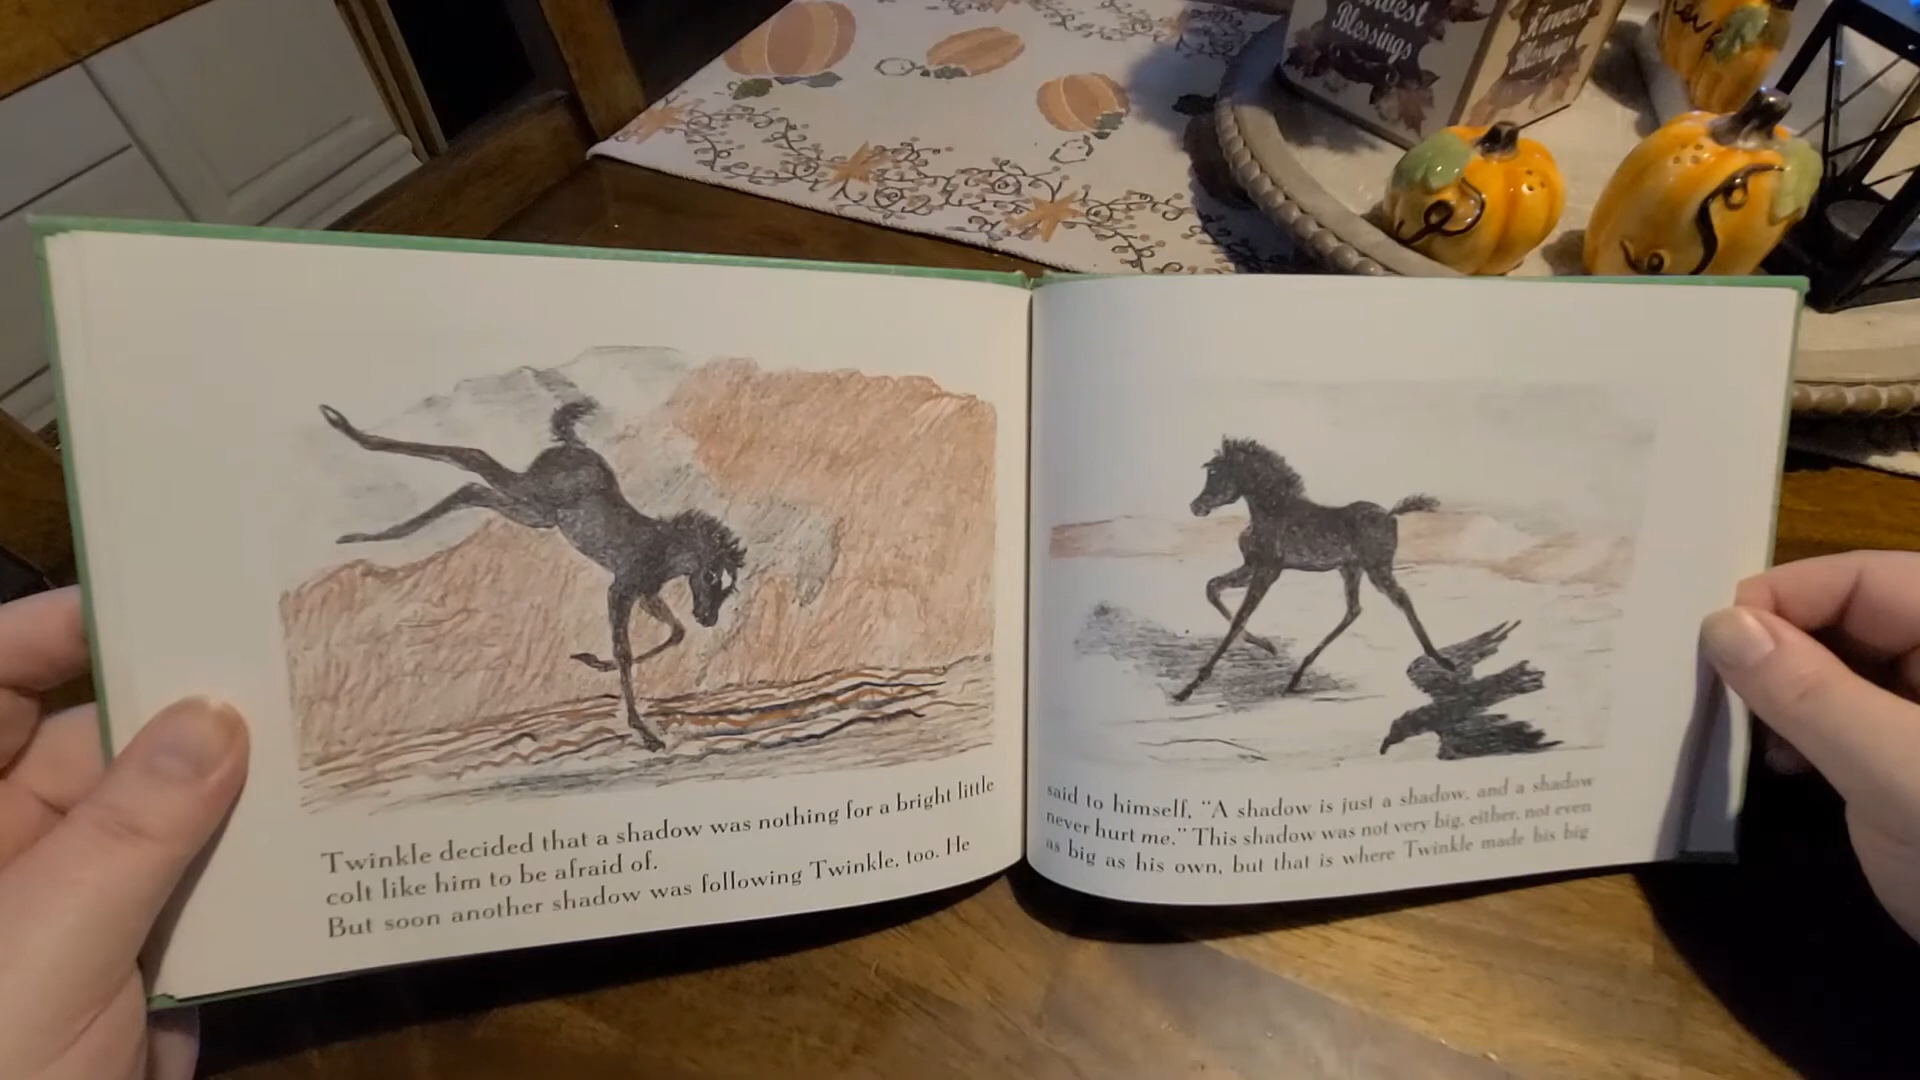 Harvest
Blessings
Harvest
Blessings
Twinkle decided that a shadow was nothing for a bright little
colt like him to be afraid of.
But soon another shadow was following Twinkle, too. He
said to himself, “A shadow is just a shadow, and a shadow
never hurt me.” This shadow was not very big, either, not even
as big as his own, but that is where Twinkle made his big